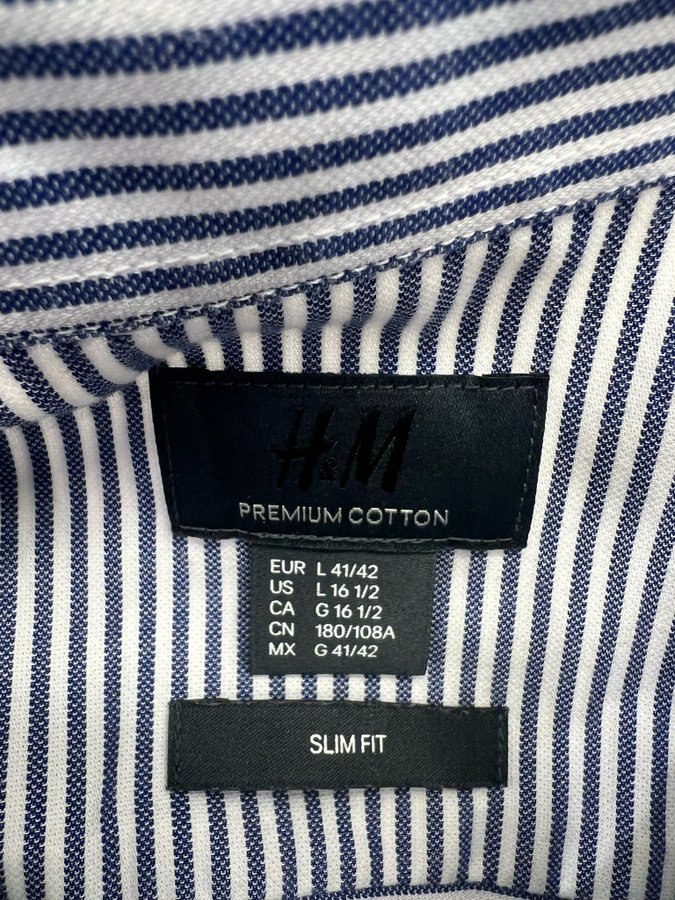 H&M
PREMIUM COTTON
EUR L 41/42
US L 16 1/2
CA G 16 1/2
CN 180/108A
MX G 41/42
SLIM FIT